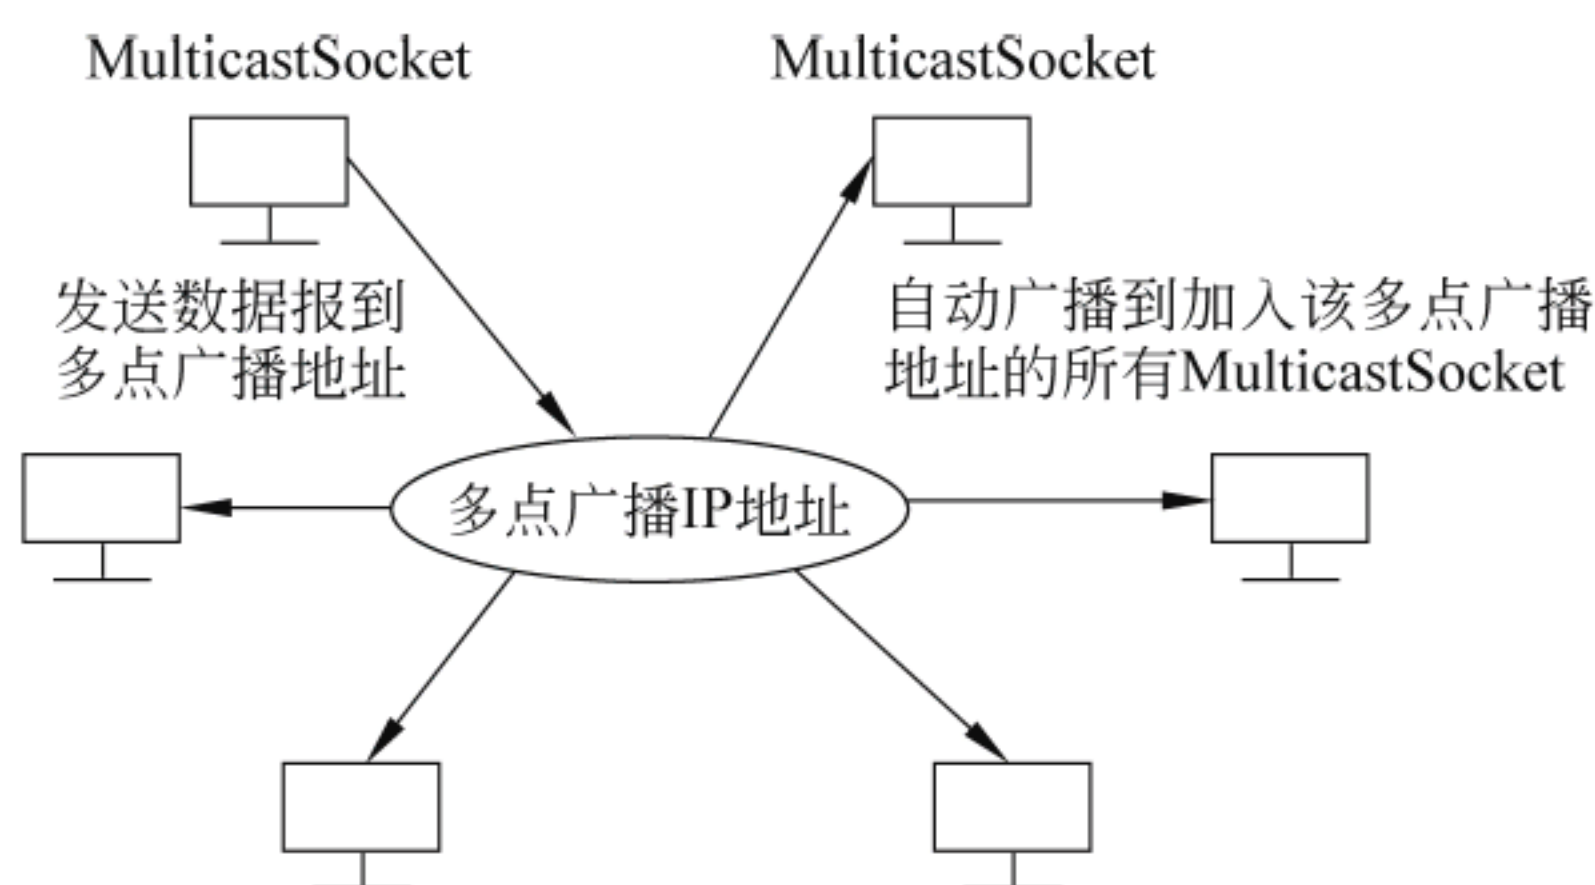 MulticastSocket
MulticastSocket
发送数据报到
多点广播地址
自动广播到加入该多点广播
地址的所有MulticastSocket
多点广播IP地址